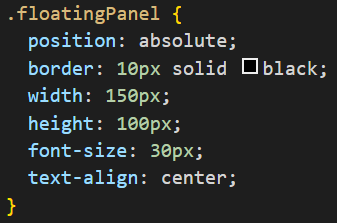 .floatingPanel {
position: absolute;
border: 10px solid black;
width: 150px;
height: 100px;
font-size: 30px;
text-align: center;
}